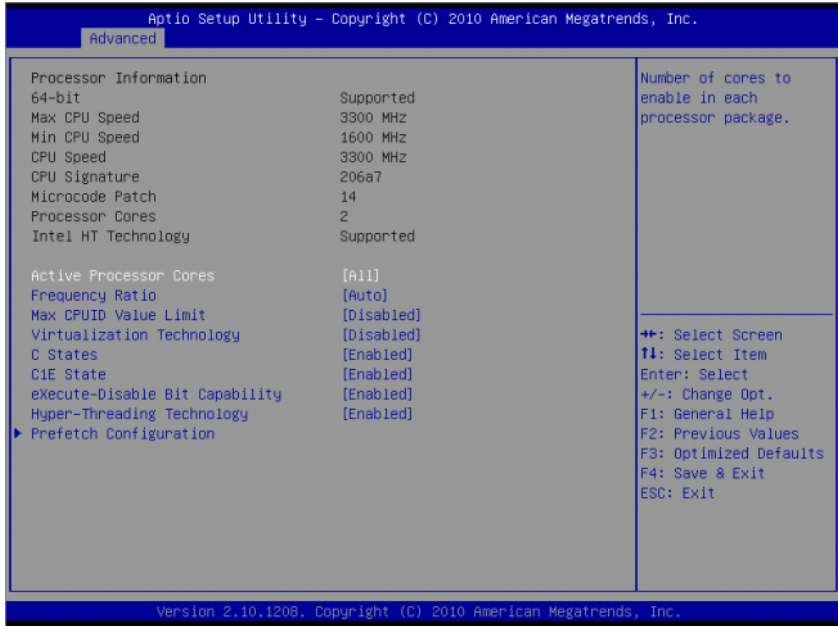 Aptio Setup Utility – Copyright (C) 2010 American Megatrends, Inc.
Advanced
Processor Information
64-bit Supported
Max CPU Speed 3300 MHz
Min CPU Speed 1600 MHz
CPU Speed 3300 MHz
CPU Signature 206a7
Microcode Patch 14
Processor Cores 2
Intel HT Technology Supported
Active Processor Cores [All]
Frequency Ratio [Auto]
Max CPUID Value Limit [Disabled]
Virtualization Technology [Disabled]
C States [Enabled]
C1E State [Enabled]
eXecute-Disable Bit Capability [Enabled]
Hyper-Threading Technology [Enabled]
▶ Prefetch Configuration
Number of cores to
enable in each
processor package.
→←: Select Screen
↑↓: Select Item
Enter: Select
+/-: Change Opt.
F1: General Help
F2: Previous Values
F3: Optimized Defaults
F4: Save & Exit
ESC: Exit
Version 2.10.1208. Copyright (C) 2010 American Megatrends, Inc.